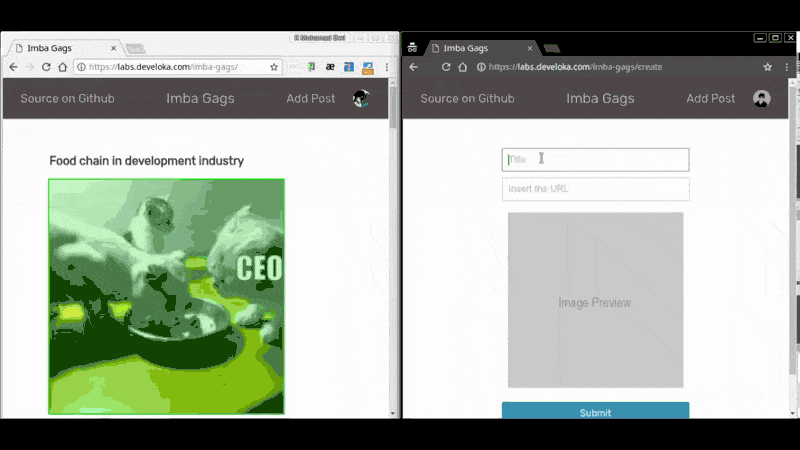 Imba Gags
https://labs.develoka.com/imba-gags/
Source on Github
Imba Gags
Add Post
Food chain in development industry
CEO
Imba Gags
https://labs.develoka.com/imba-gags/create
Source on Github
Imba Gags
Add Post
Title
Insert the URL
Image Preview
Submit